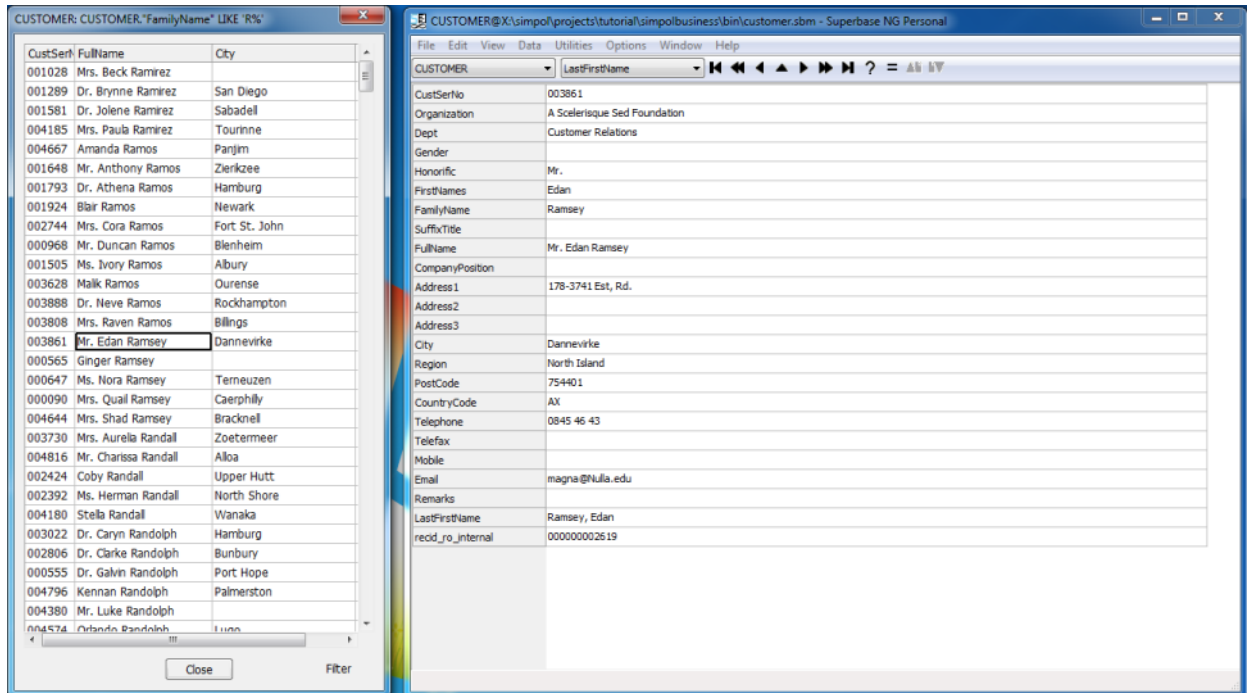 CUSTOMER: CUSTOMER."FamilyName" LIKE 'R%'
CustSerN FullName City
001028 Mrs. Beck Ramirez
001289 Dr. Brynne Ramirez San Diego
001581 Dr. Jolene Ramirez Sabadell
004185 Mrs. Paula Ramirez Tourinne
004667 Amanda Ramos Panjim
001648 Mr. Anthony Ramos Zierikzee
001793 Dr. Athena Ramos Hamburg
001924 Blair Ramos Newark
002744 Mrs. Cora Ramos Fort St. John
000968 Mr. Duncan Ramos Blenheim
001505 Ms. Ivory Ramos Albury
003628 Malik Ramos Ourense
003888 Dr. Neve Ramos Rockhampton
003808 Mrs. Raven Ramos Billings
003861 Mr. Edan Ramsey Dannevirke
000565 Ginger Ramsey
000647 Ms. Nora Ramsey Terneuzen
000090 Mrs. Quail Ramsey Caerphilly
004644 Mrs. Shad Ramsey Bracknell
003730 Mrs. Aurelia Randall Zoetermeer
004816 Mr. Charissa Randall Alloa
002424 Coby Randall Upper Hutt
002392 Ms. Herman Randall North Shore
004180 Stella Randall Wanaka
003022 Dr. Caryn Randolph Hamburg
002806 Dr. Clarke Randolph Bunbury
000555 Dr. Galvin Randolph Port Hope
004796 Kennan Randolph Palmerston
004380 Mr. Luke Randolph
004574 Orlando Randolph Lugo
Close Filter
CUSTOMER@X:\simpol\projects\tutorial\simpolbusiness\bin\customer.sbm - Superbase NG Personal
File Edit View Data Utilities Options Window Help
CUSTOMER LastFirstName
CustSerNo 003861
Organization A Scelerisque Sed Foundation
Dept Customer Relations
Gender
Honorific Mr.
FirstNames Edan
FamilyName Ramsey
SuffixTitle
FullName Mr. Edan Ramsey
CompanyPosition
Address1 178-3741 Est, Rd.
Address2
Address3
City Dannevirke
Region North Island
PostCode 754401
CountryCode AX
Telephone 0845 46 43
Telefax
Mobile
Email magna@Nulla.edu
Remarks
LastFirstName Ramsey, Edan
recid_ro_internal 000000002619